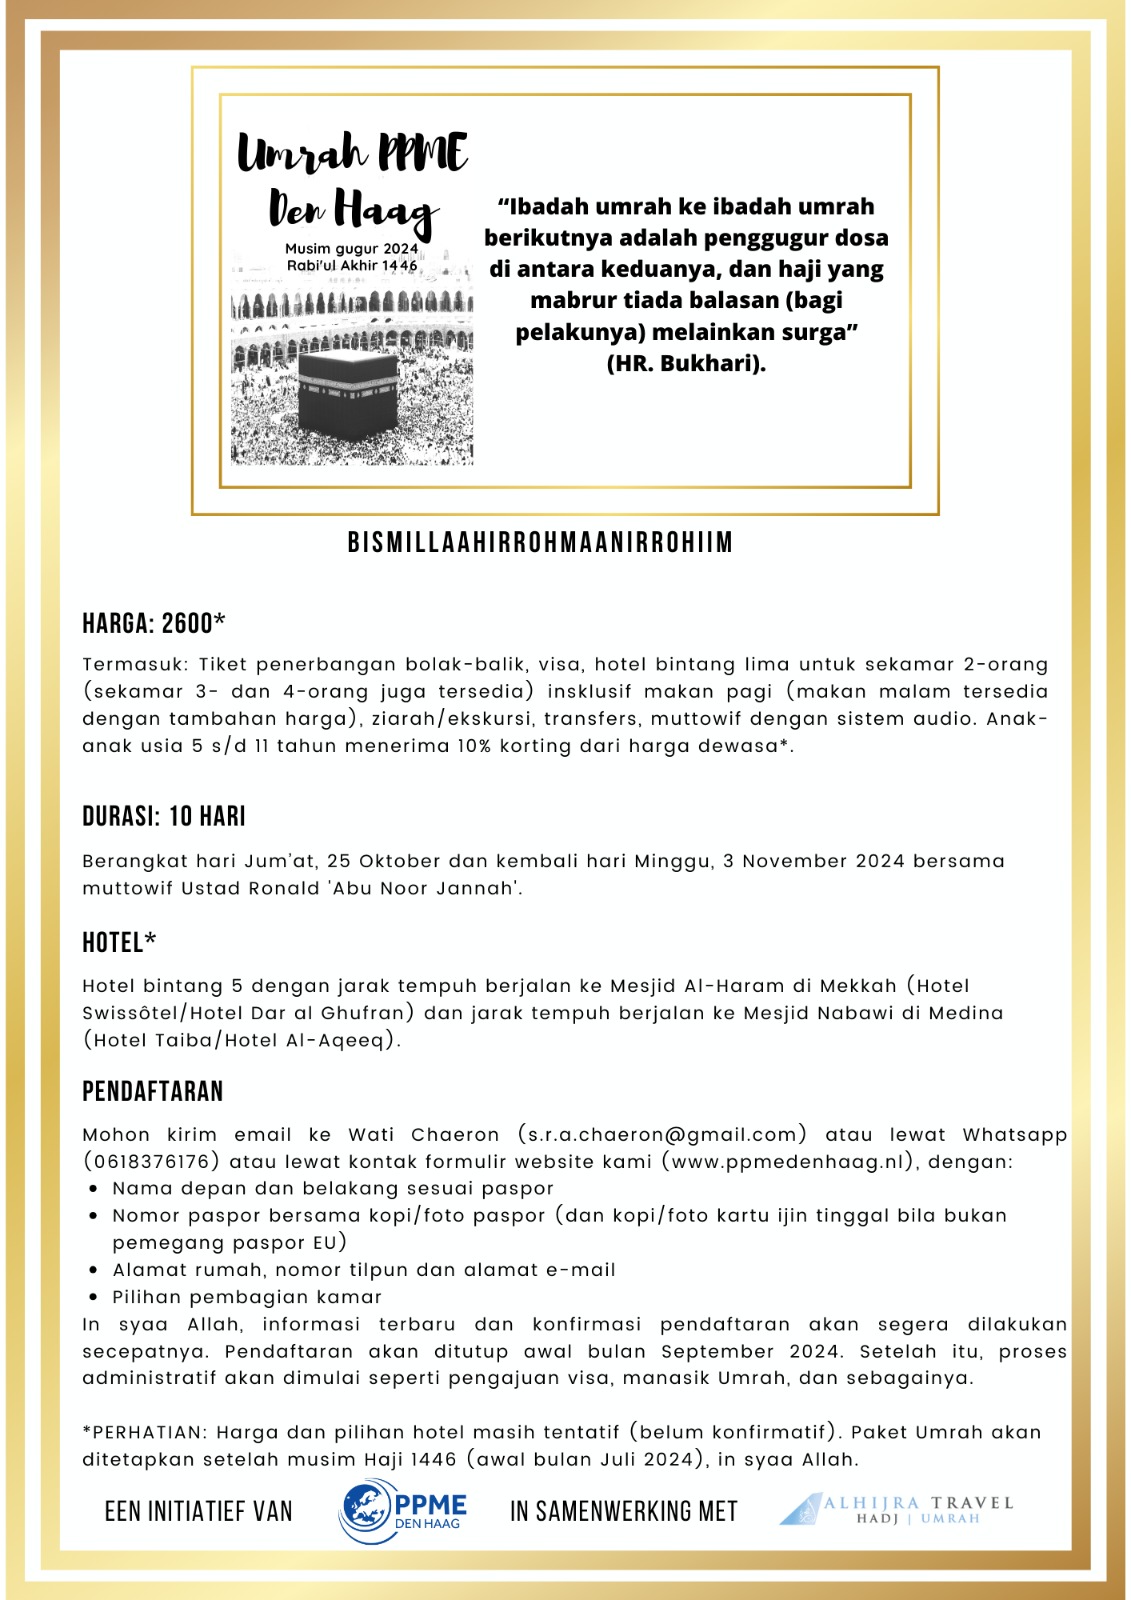 Umrah PPME
Den Haag
Musim gugur 2024
Rabi'ul Akhir 1446
“Ibadah umrah ke ibadah umrah
berikutnya adalah penggugur dosa
di antara keduanya, dan haji yang
mabrur tiada balasan (bagi
pelakunya) melainkan surga”
(HR. Bukhari).
BISMILLAAHIRROHMAANIRROHIIM
HARGA: 2600*
Termasuk: Tiket penerbangan bolak-balik, visa, hotel bintang lima untuk sekamar 2-orang
(sekamar 3- dan 4-orang juga tersedia) insklusif makan pagi (makan malam tersedia
dengan tambahan harga), ziarah/ekskursi, transfers, muttowif dengan sistem audio. Anak-
anak usia 5 s/d 11 tahun menerima 10% korting dari harga dewasa*.
DURASI: 10 HARI
Berangkat hari Jum’at, 25 Oktober dan kembali hari Minggu, 3 November 2024 bersama
muttowif Ustad Ronald 'Abu Noor Jannah'.
HOTEL*
Hotel bintang 5 dengan jarak tempuh berjalan ke Mesjid Al-Haram di Mekkah (Hotel
Swissôtel/Hotel Dar al Ghufran) dan jarak tempuh berjalan ke Mesjid Nabawi di Medina
(Hotel Taiba/Hotel Al-Aqeeq).
PENDAFTARAN
Mohon kirim email ke Wati Chaeron (s.r.a.chaeron@gmail.com) atau lewat Whatsapp
(0618376176) atau lewat kontak formulir website kami (www.ppmedenhaag.nl), dengan:
• Nama depan dan belakang sesuai paspor
• Nomor paspor bersama kopi/foto paspor (dan kopi/foto kartu ijin tinggal bila bukan
pemegang paspor EU)
• Alamat rumah, nomor tilpun dan alamat e-mail
• Pilihan pembagian kamar
In syaa Allah, informasi terbaru dan konfirmasi pendaftaran akan segera dilakukan
secepatnya. Pendaftaran akan ditutup awal bulan September 2024. Setelah itu, proses
administratif akan dimulai seperti pengajuan visa, manasik Umrah, dan sebagainya.
*PERHATIAN: Harga dan pilihan hotel masih tentatif (belum konfirmatif). Paket Umrah akan
ditetapkan setelah musim Haji 1446 (awal bulan Juli 2024), in syaa Allah.
EEN INITIATIEF VAN
PPME
DEN HAAG
IN SAMENWERKING MET
ALHIJRA TRAVEL
HADJ | UMRAH